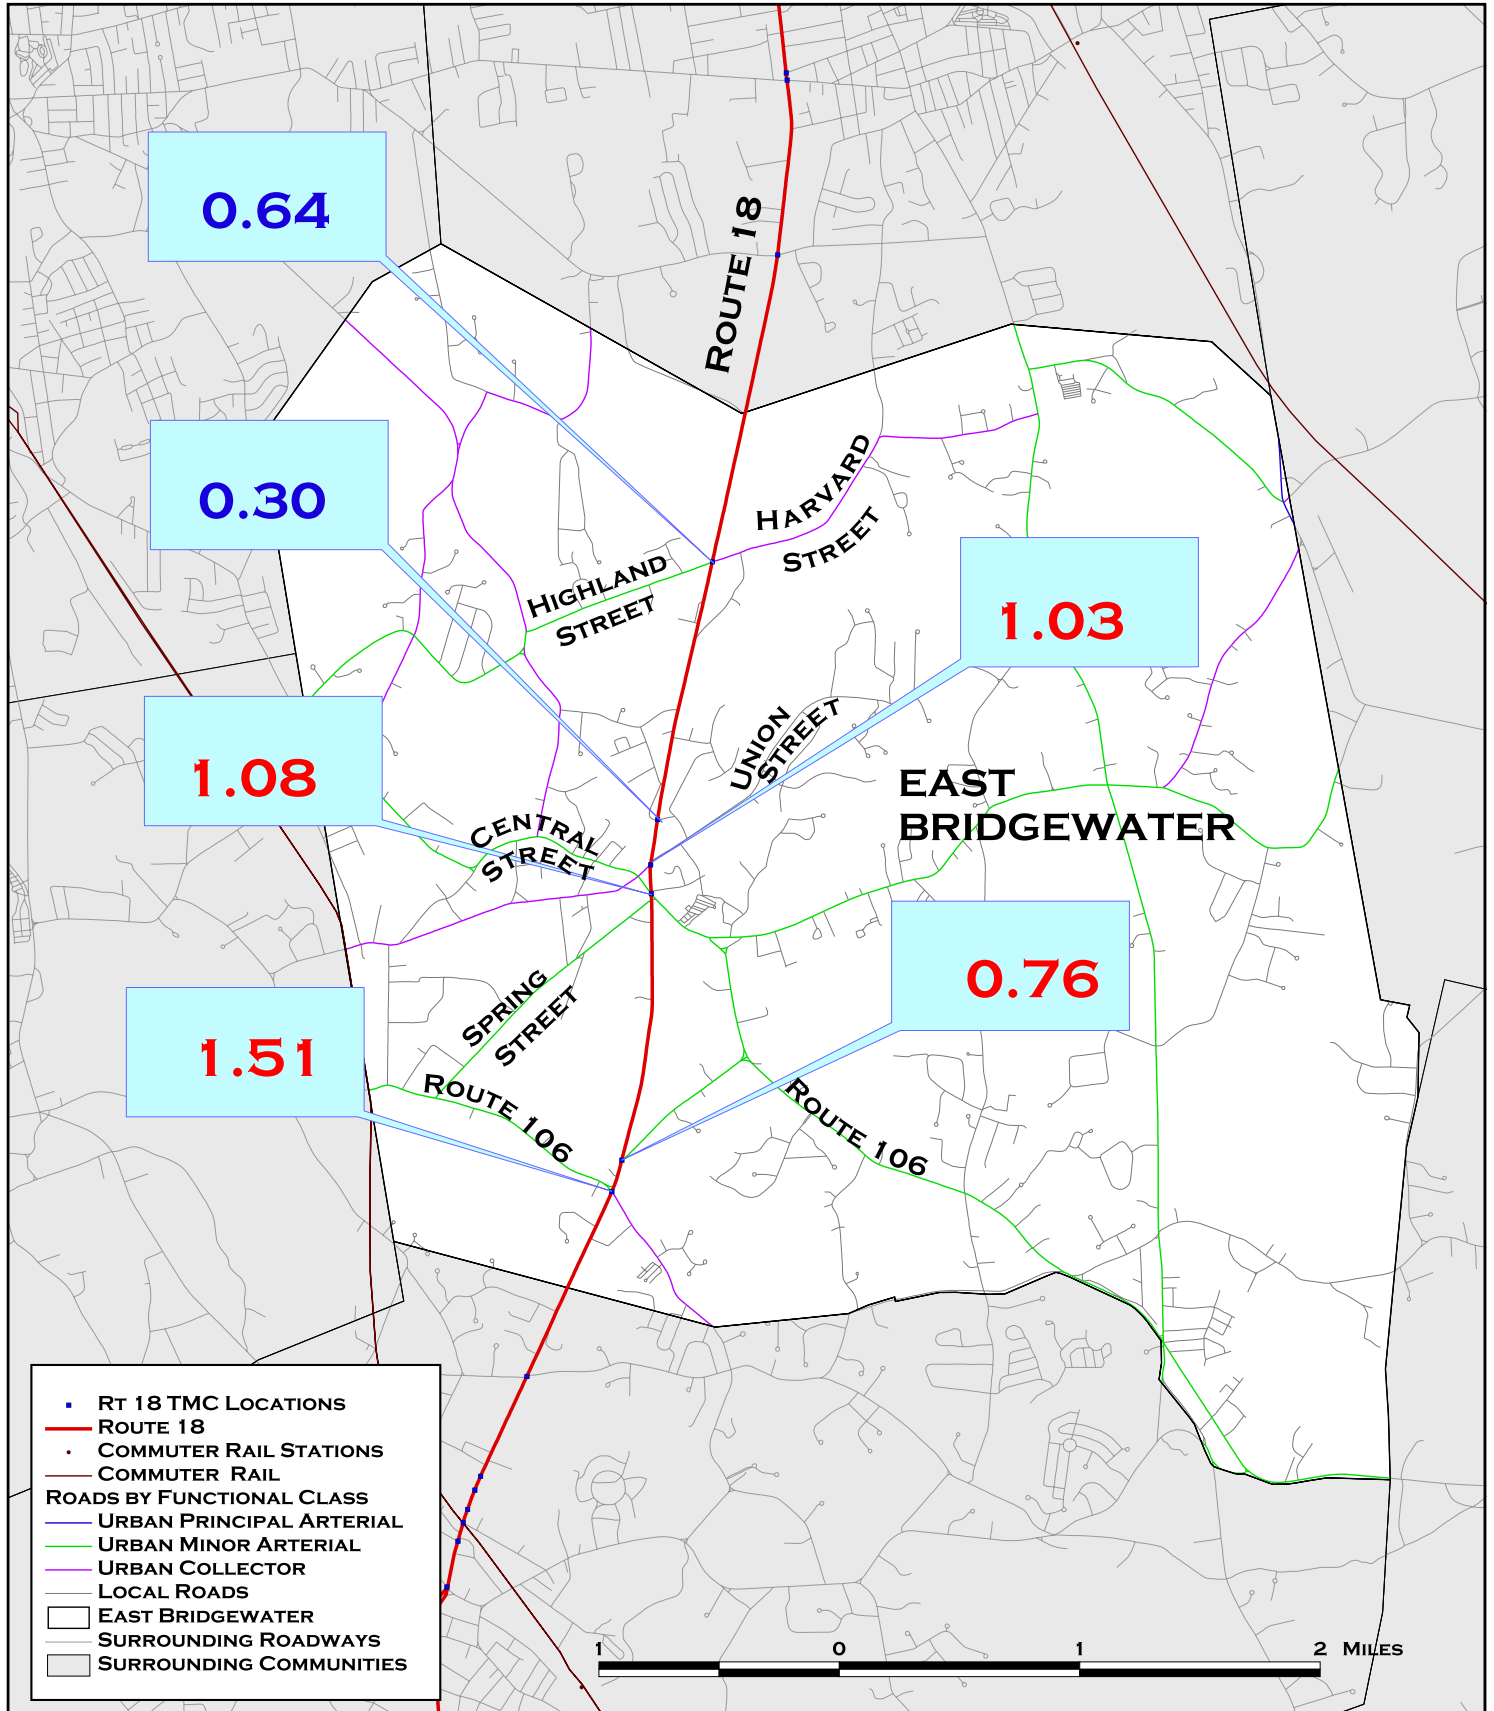 0.64
ROUTE 18
0.30
HARVARD
STREET
HIGHLAND
STREET
1.03
1.08
UNION
STREET
EAST
BRIDGEWATER
CENTRAL
STREET
0.76
SPRING
STREET
1.51
ROUTE 106
ROUTE 106
RT 18 TMC LOCATIONS
ROUTE 18
COMMUTER RAIL STATIONS
COMMUTER RAIL
ROADS BY FUNCTIONAL CLASS
URBAN PRINCIPAL ARTERIAL
URBAN MINOR ARTERIAL
URBAN COLLECTOR
LOCAL ROADS
EAST BRIDGEWATER
SURROUNDING ROADWAYS
SURROUNDING COMMUNITIES
1 0 1 2 MILES